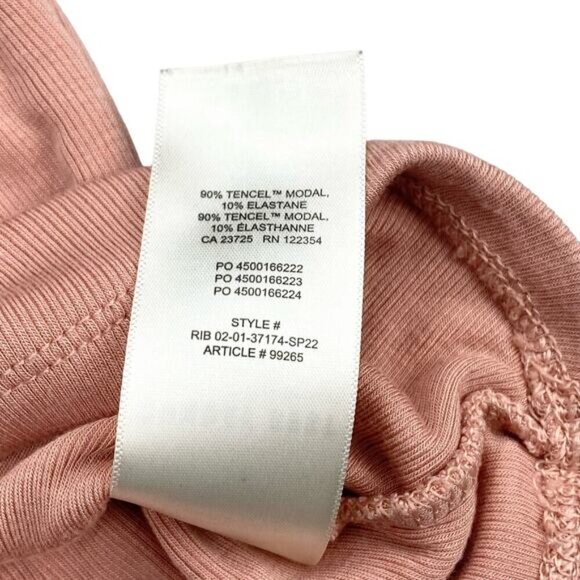 90% TENCEL™ MODAL,
10% ELASTANE
90% TENCEL™ MODAL,
10% ÉLASTHANNE
CA 23725 RN 122354
PO 4500166222
PO 4500166223
PO 4500166224
STYLE #
RIB 02-01-37174-SP22
ARTICLE # 99265